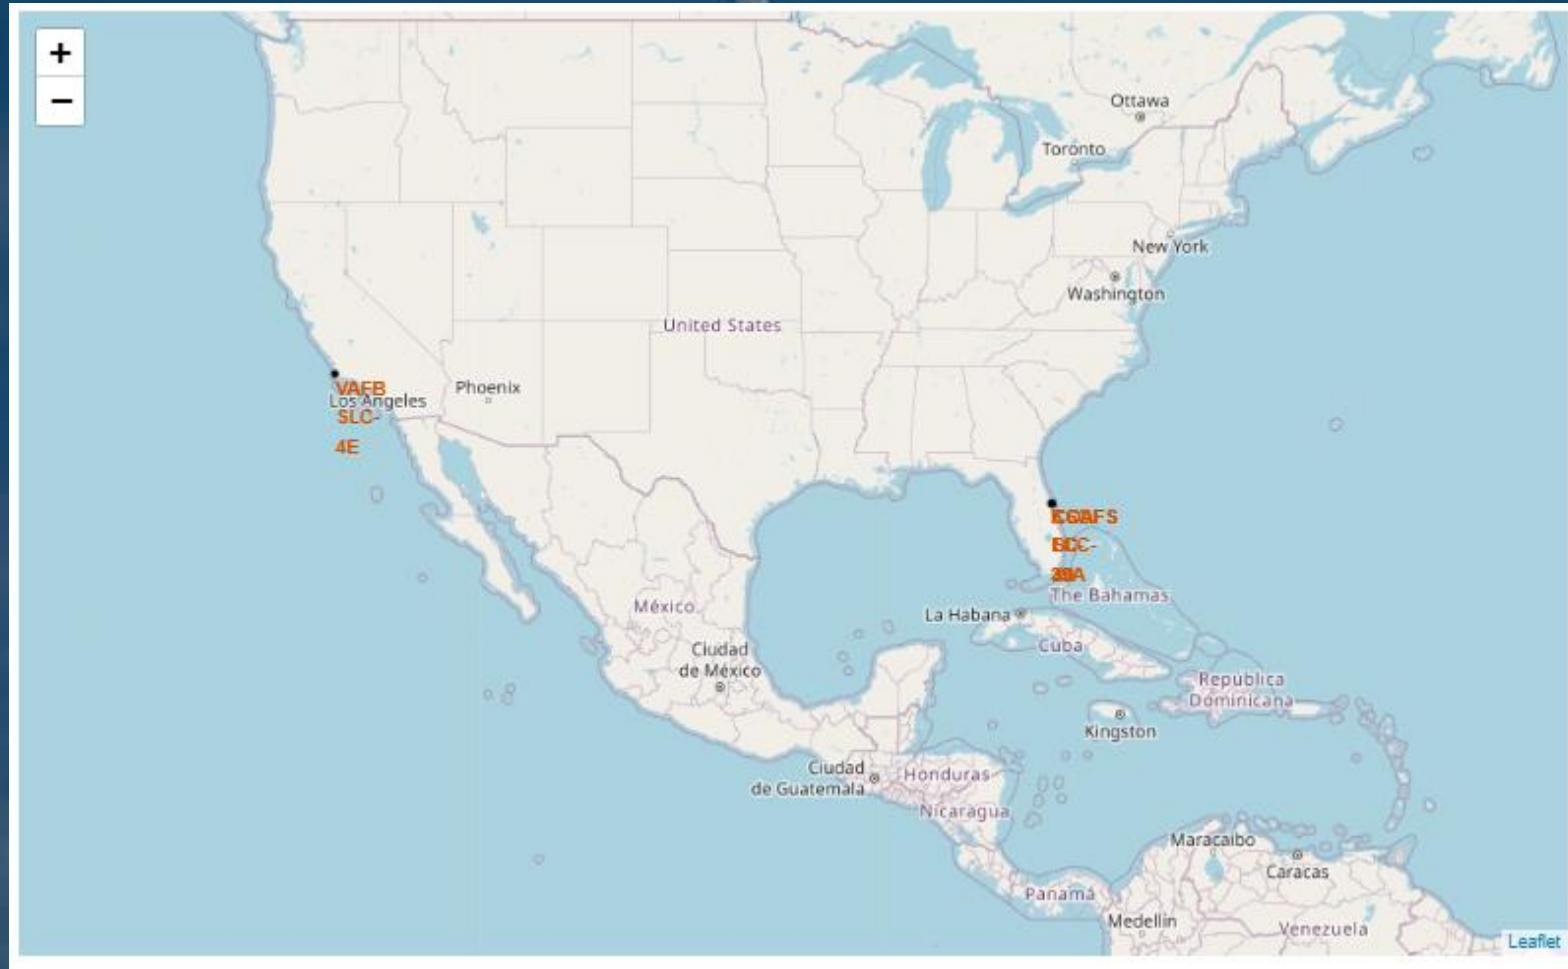 +
−
Ottawa
Toronto
New York
Washington
United States
VAFB
SLC-
4E
Los Angeles
Phoenix
The Bahamas
México
La Habana
Cuba
Ciudad
de México
República
Dominicana
Kingston
Ciudad
de Guatemala
Honduras
Nicaragua
Maracaibo
Caracas
Panamá
Medellín
Venezuela
Leaflet